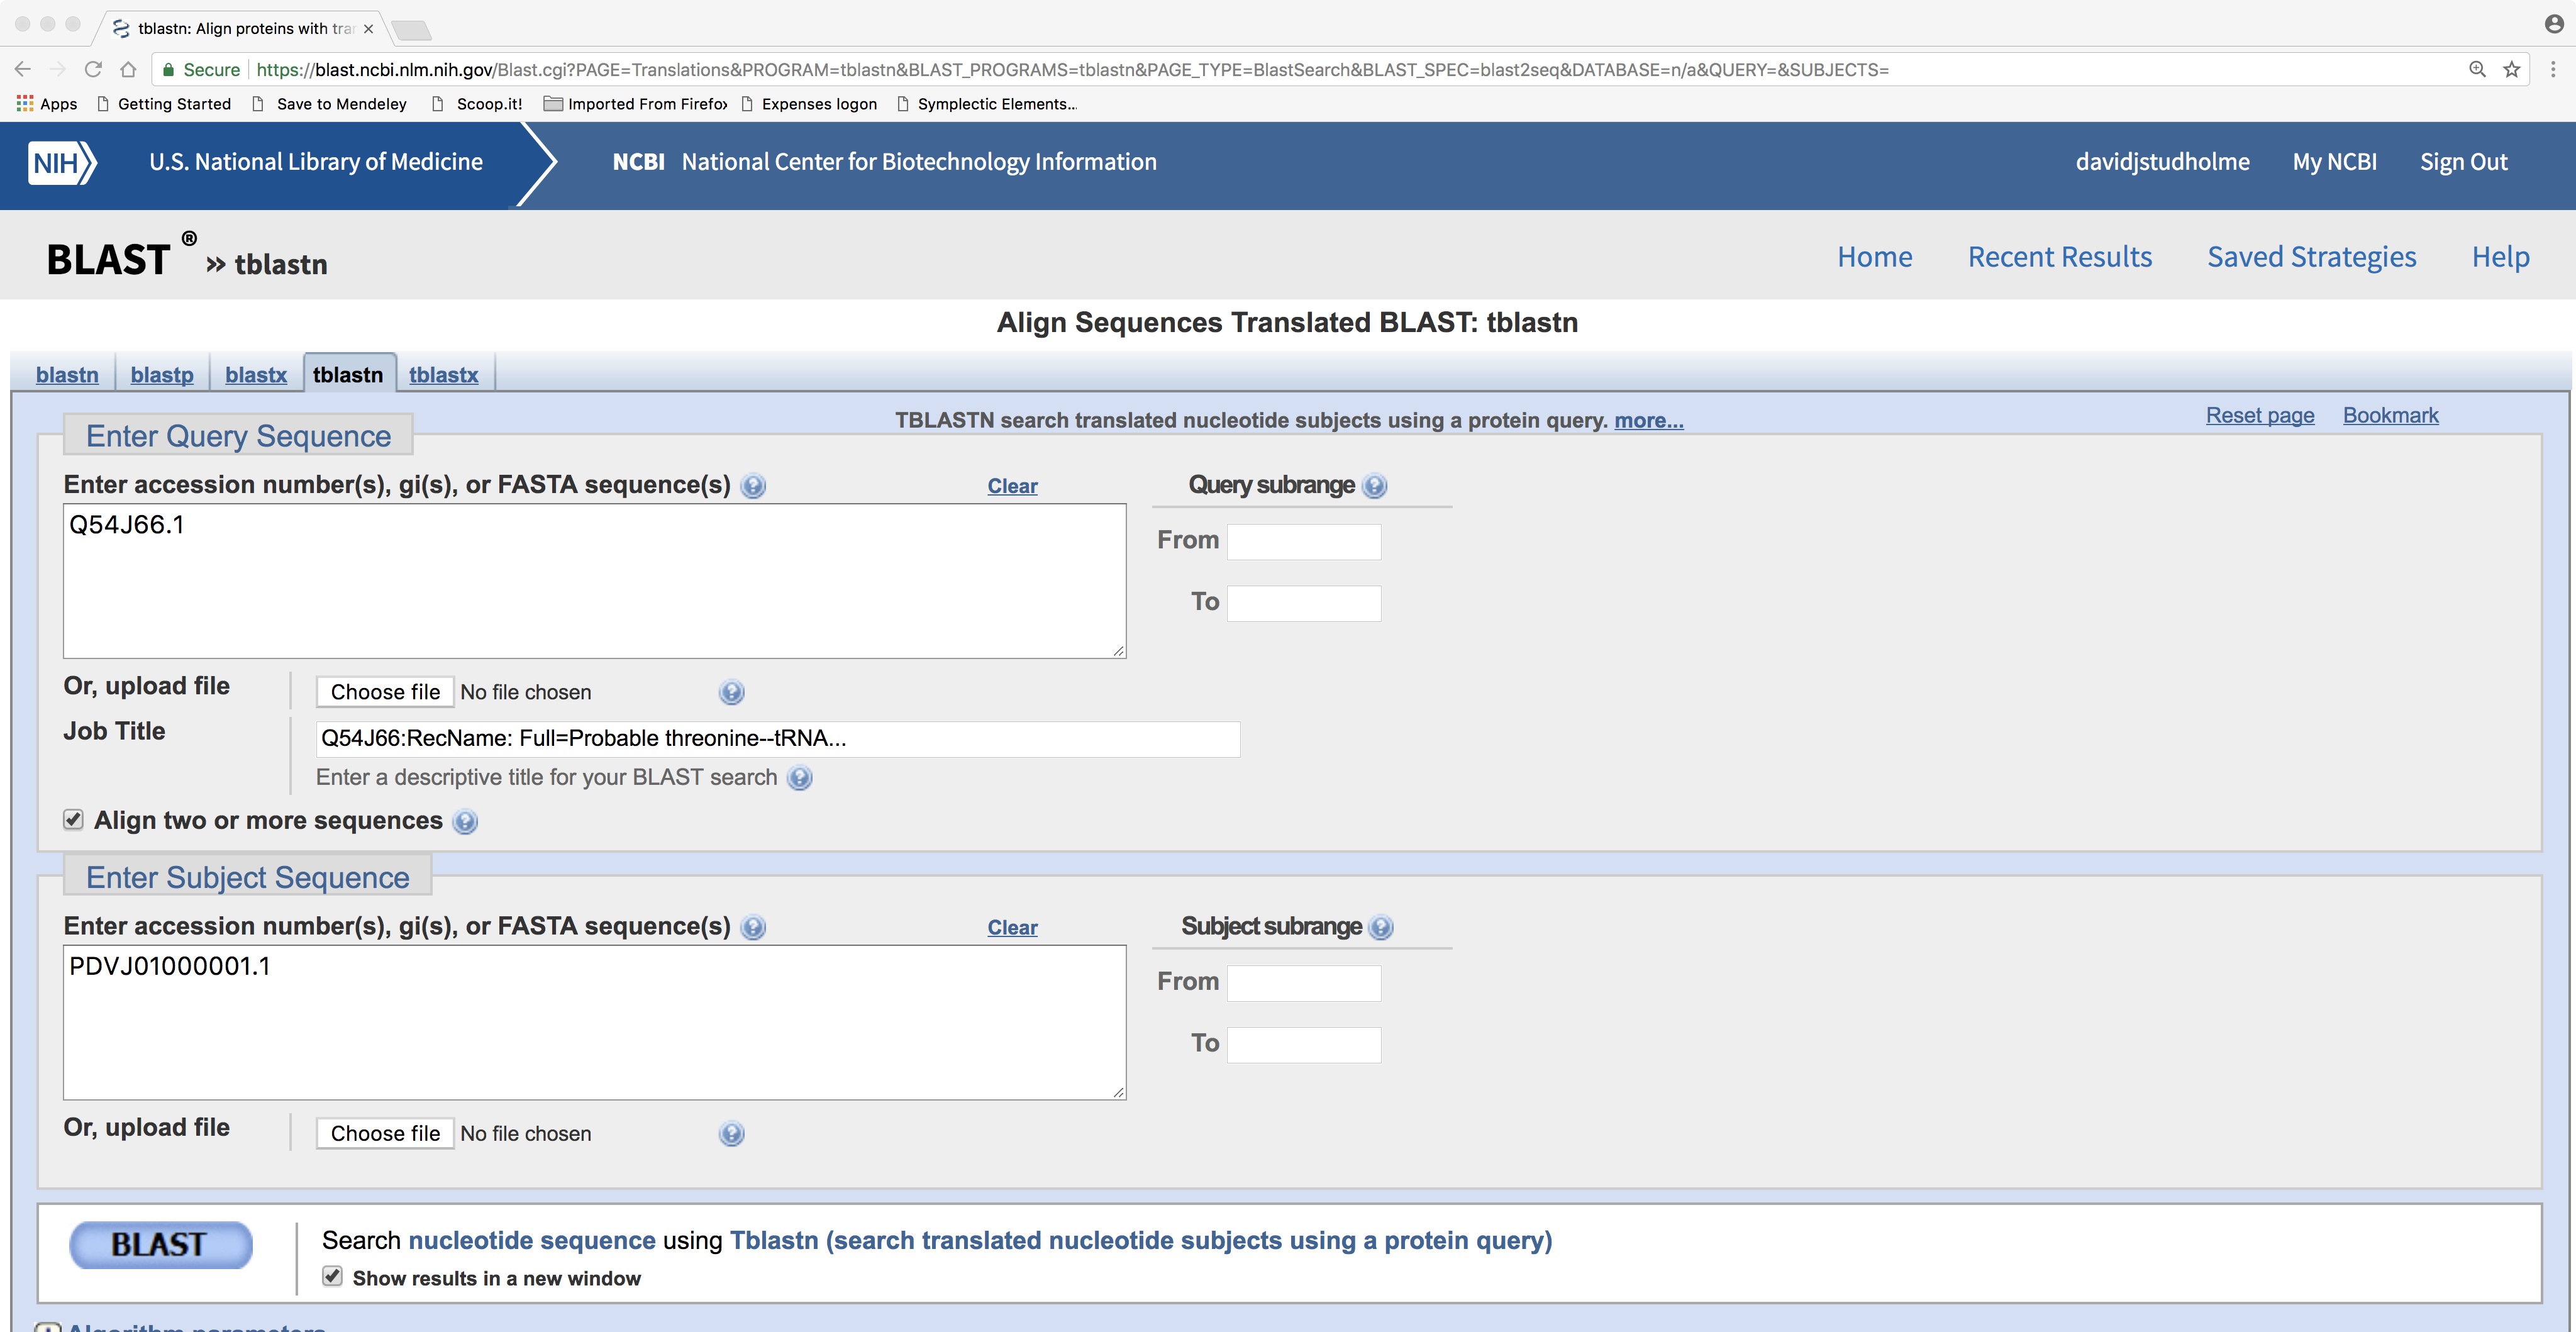 tblastn: Align proteins with tra
Secure https://blast.ncbi.nlm.nih.gov/Blast.cgi?PAGE=Translations&PROGRAM=tblastn&BLAST_PROGRAMS=tblastn&PAGE_TYPE=BlastSearch&BLAST_SPEC=blast2seq&DATABASE=n/a&QUERY=&SUBJECTS=
Apps Getting Started Save to Mendeley Scoop.it! Imported From Firefox Expenses logon Symplectic Elements...
NIH U.S. National Library of Medicine NCBI National Center for Biotechnology Information davidjstudholme My NCBI Sign Out
BLAST ® » tblastn Home Recent Results Saved Strategies Help
Align Sequences Translated BLAST: tblastn
blastn blastp blastx tblastn tblastx
TBLASTN search translated nucleotide subjects using a protein query. more... Reset page Bookmark
Enter Query Sequence
Enter accession number(s), gi(s), or FASTA sequence(s) Clear Query subrange
Q54J66.1
From
To
Or, upload file Choose file No file chosen
Job Title Q54J66:RecName: Full=Probable threonine--tRNA...
Enter a descriptive title for your BLAST search
Align two or more sequences
Enter Subject Sequence
Enter accession number(s), gi(s), or FASTA sequence(s) Clear Subject subrange
PDVJ01000001.1
From
To
Or, upload file Choose file No file chosen
BLAST Search nucleotide sequence using Tblastn (search translated nucleotide subjects using a protein query)
Show results in a new window
Algorithm parameters